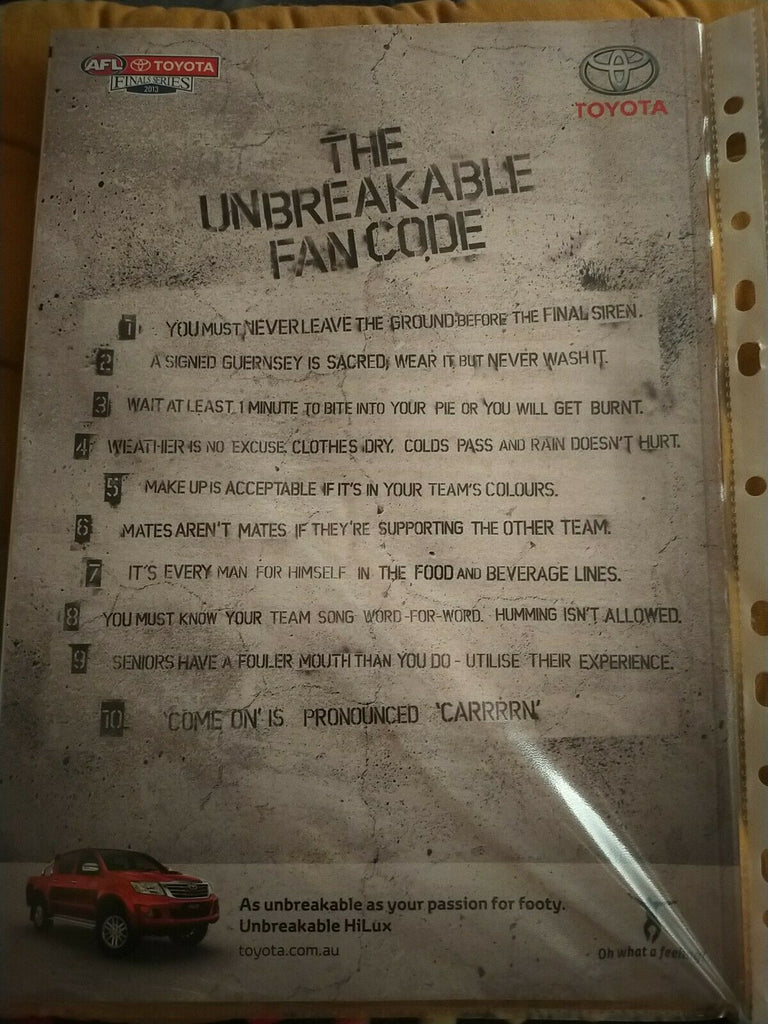 AFL TOYOTA
FINALS SERIES
2013
TOYOTA
THE
UNBREAKABLE
FAN CODE
1 YOU MUST NEVER LEAVE THE GROUND BEFORE THE FINAL SIREN.
2 A SIGNED GUERNSEY IS SACRED, WEAR IT BUT NEVER WASH IT.
3 WAIT AT LEAST 1 MINUTE TO BITE INTO YOUR PIE OR YOU WILL GET BURNT.
4 WEATHER IS NO EXCUSE. CLOTHES DRY, COLDS PASS AND RAIN DOESN'T HURT.
5 MAKE UP IS ACCEPTABLE IF IT'S IN YOUR TEAM'S COLOURS.
6 MATES AREN'T MATES IF THEY'RE SUPPORTING THE OTHER TEAM.
7 IT'S EVERY MAN FOR HIMSELF IN THE FOOD AND BEVERAGE LINES.
8 YOU MUST KNOW YOUR TEAM SONG WORD-FOR-WORD. HUMMING ISN'T ALLOWED.
9 SENIORS HAVE A FOULER MOUTH THAN YOU DO - UTILISE THEIR EXPERIENCE.
10 'COME ON' IS PRONOUNCED 'CARRRRN'
As unbreakable as your passion for footy.
Unbreakable HiLux
toyota.com.au
Oh what a